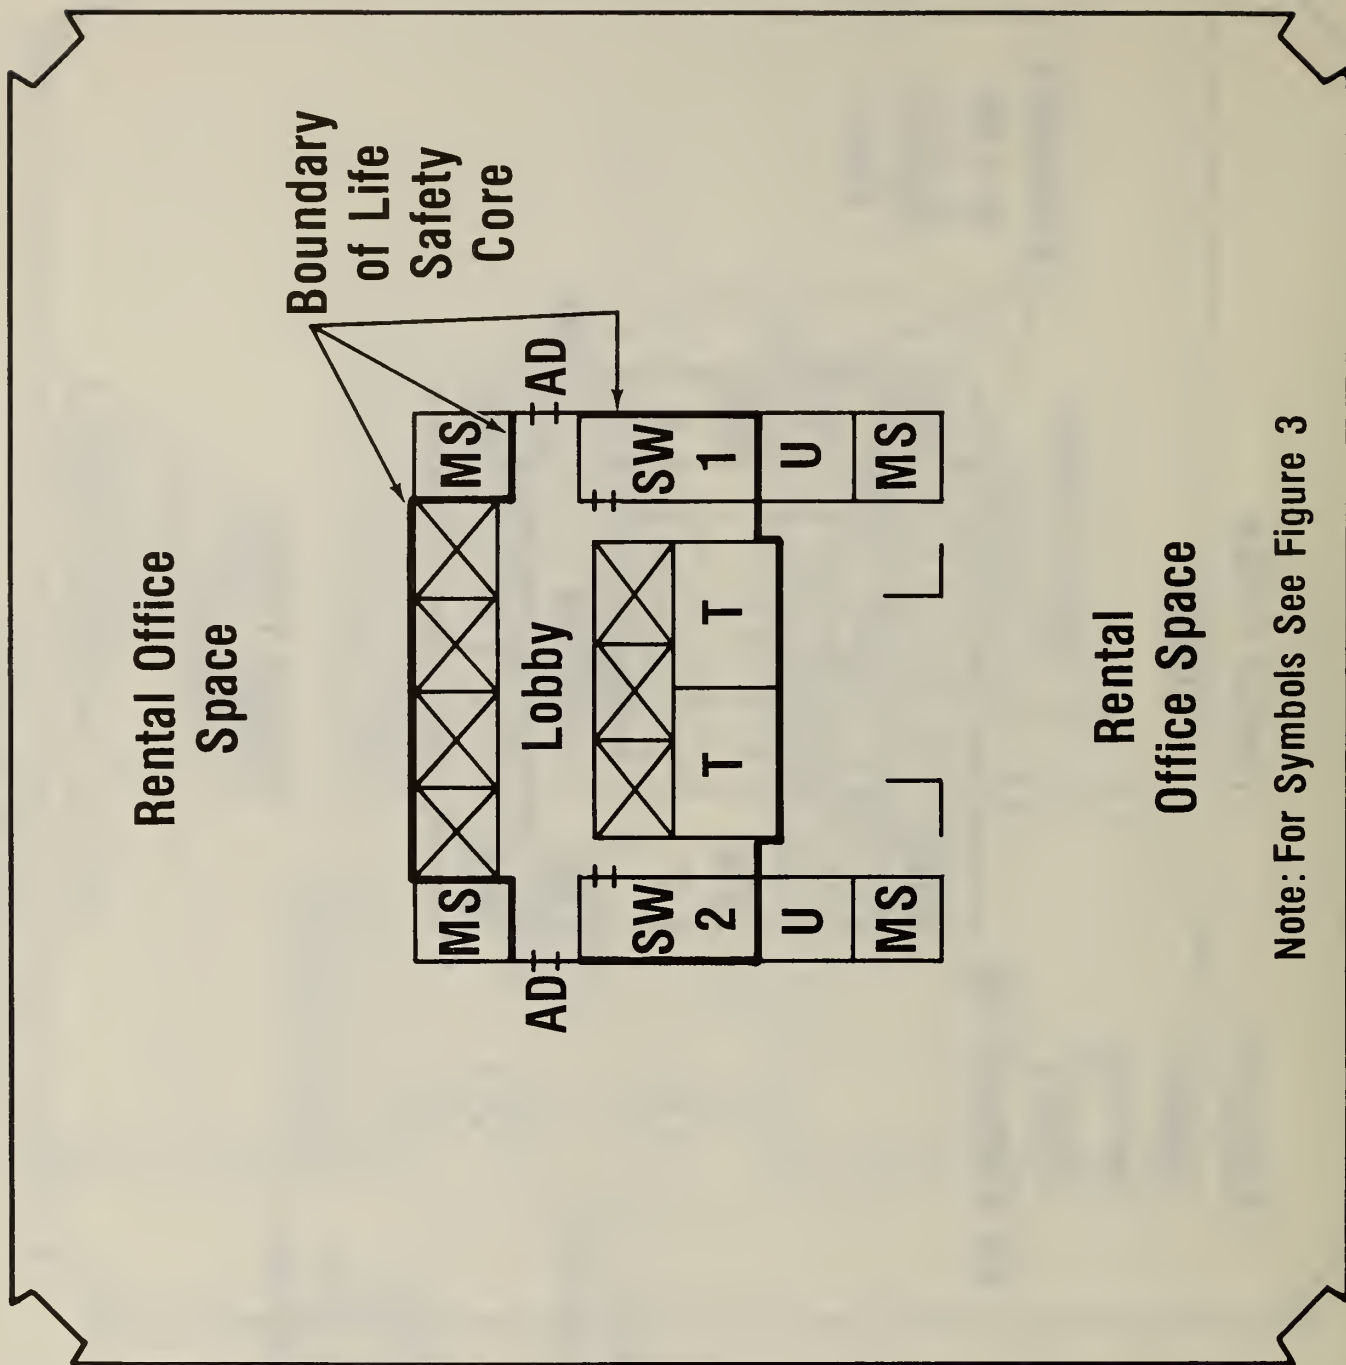 Rental Office
Space
Boundary
of Life
Safety
Core
MS
MS
AD
AD
Lobby
SW
2
SW
1
T
T
U
U
MS
MS
Rental
Office Space
Note: For Symbols See Figure 3